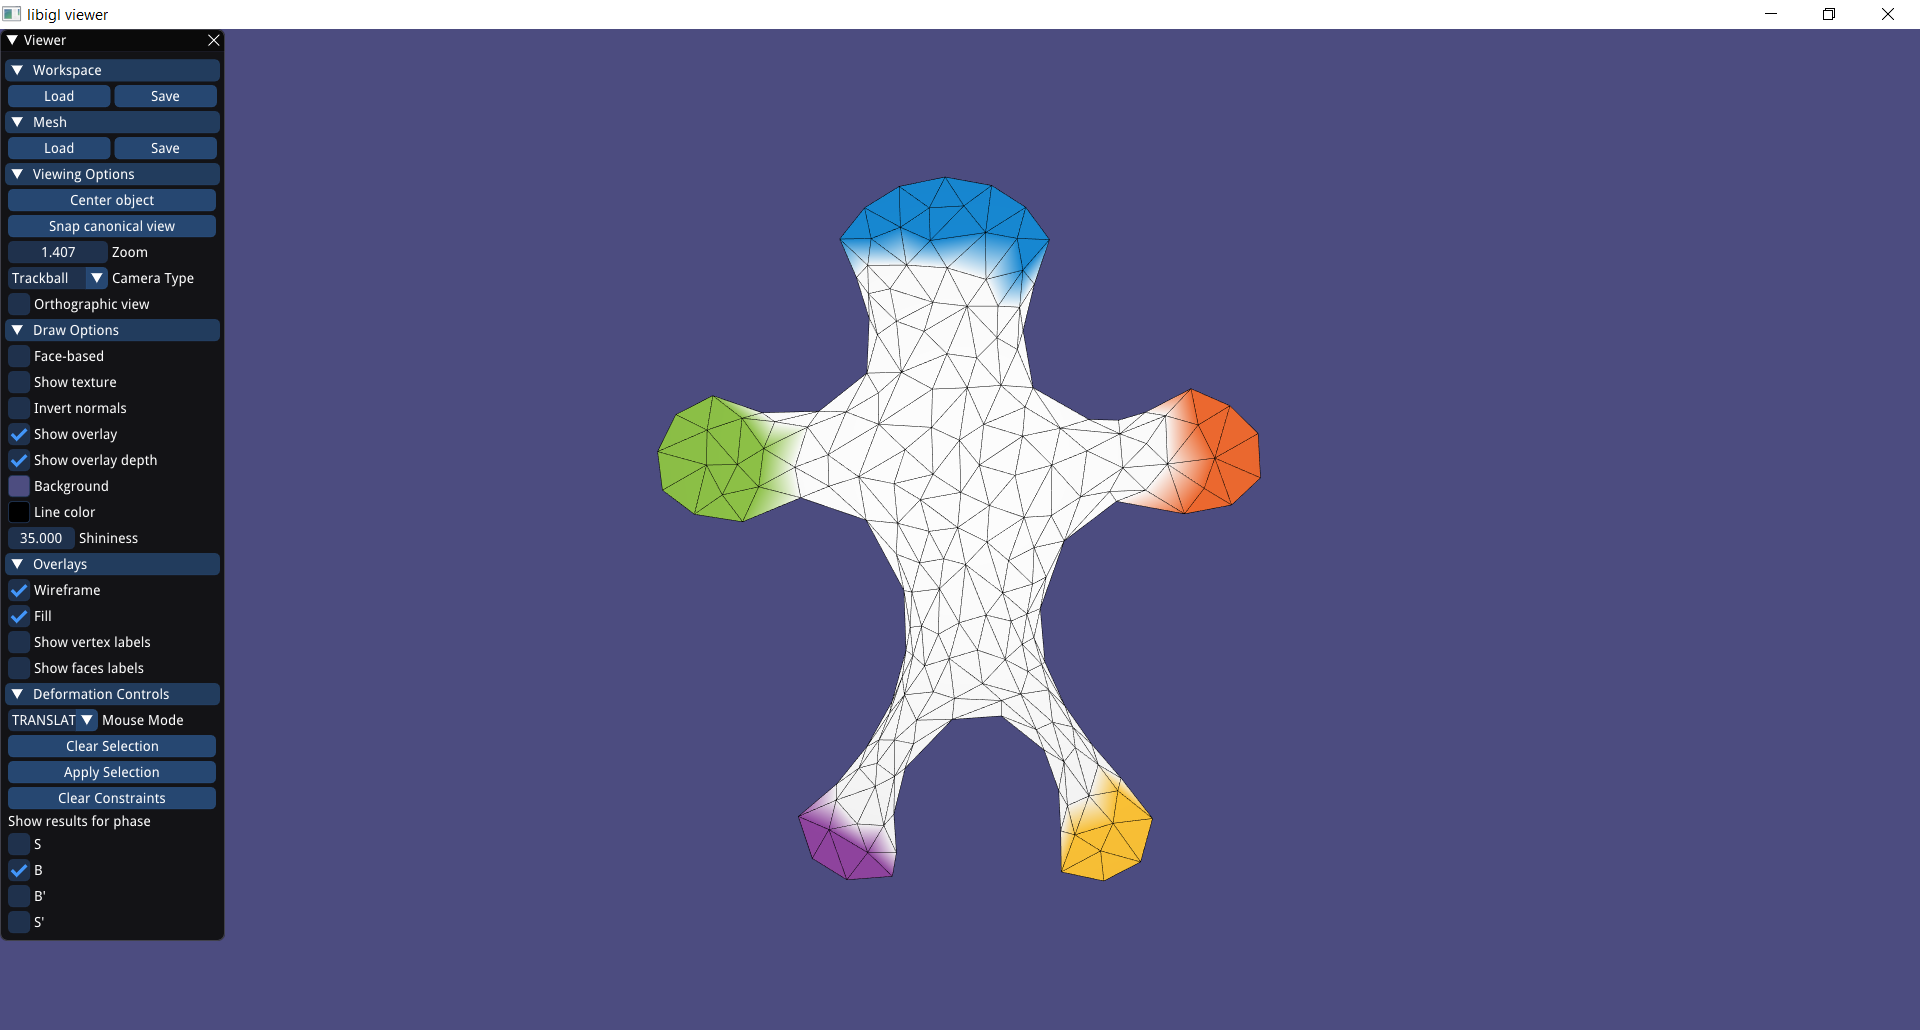 libigl viewer
Viewer
Workspace
Load Save
Mesh
Load Save
Viewing Options
Center object
Snap canonical view
1.407 Zoom
Trackball Camera Type
Orthographic view
Draw Options
Face-based
Show texture
Invert normals
Show overlay
Show overlay depth
Background
Line color
35.000 Shininess
Overlays
Wireframe
Fill
Show vertex labels
Show faces labels
Deformation Controls
TRANSLAT Mouse Mode
Clear Selection
Apply Selection
Clear Constraints
Show results for phase
S
B
B'
S'